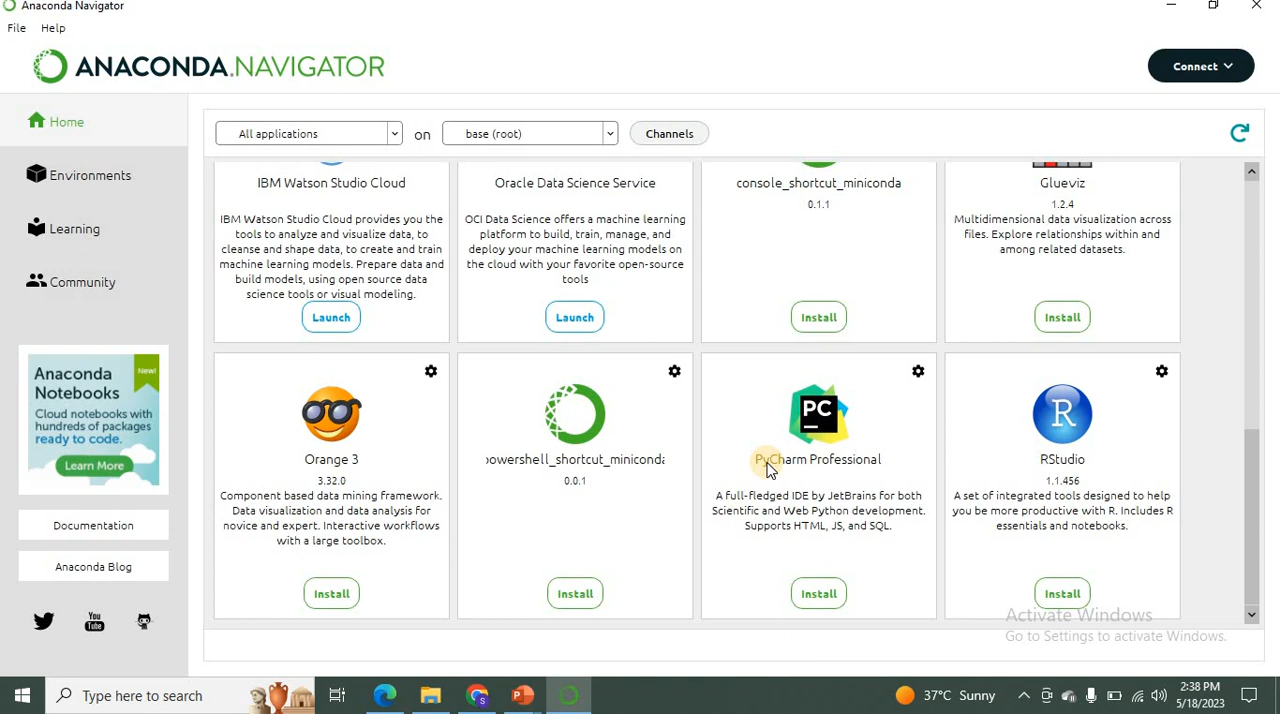 Anaconda Navigator
File Help
ANACONDA.NAVIGATOR
Connect
Home
Environments
Learning
Community
Anaconda
Notebooks
New!
Cloud notebooks with
hundreds of packages
ready to code.
Learn More
Documentation
Anaconda Blog
You
Tube
All applications on base (root) Channels
IBM Watson Studio Cloud
IBM Watson Studio Cloud provides you the
tools to analyze and visualize data, to
cleanse and shape data, to create and train
machine learning models. Prepare data and
build models, using open source data
science tools or visual modeling.
Launch
Oracle Data Science Service
OCI Data Science offers a machine learning
platform to build, train, manage, and
deploy your machine learning models on
the cloud with your favorite open-source
tools
Launch
console_shortcut_miniconda
0.1.1
Install
Glueviz
1.2.4
Multidimensional data visualization across
files. Explore relationships within and
among related datasets.
Install
Orange 3
3.32.0
Component based data mining framework.
Data visualization and data analysis for
novice and expert. Interactive workflows
with a large toolbox.
Install
powershell_shortcut_miniconda
0.0.1
Install
PC
PyCharm Professional
A full-fledged IDE by JetBrains for both
Scientific and Web Python development.
Supports HTML, JS, and SQL.
Install
R
RStudio
1.1.456
A set of integrated tools designed to help
you be more productive with R. Includes R
essentials and notebooks.
Install
Activate Windows
Go to Settings to activate Windows.
Type here to search
S
P
37°C Sunny
2:38 PM
5/18/2023